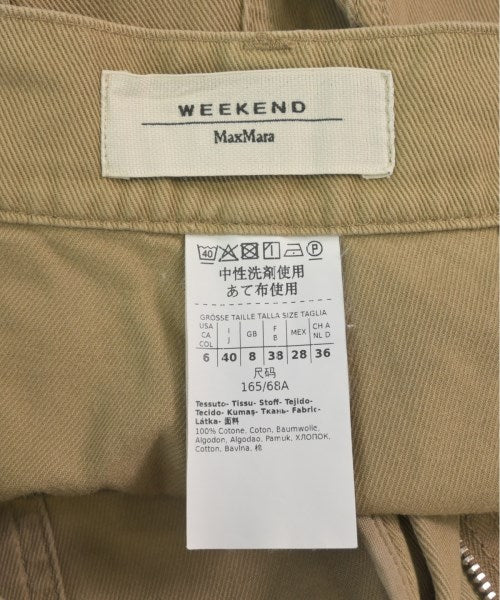 WEEKEND
MaxMara
40
P
中性洗剤使用
あて布使用
GRÖSSE TAILLE TALLA SIZE TAGLIA
USA CA COL I J GB F B MEX CH A NL D
6 40 8 38 28 36
尺码
165/68A
Tessuto- Tissu- Stoff- Tejido-
Tecido- Kumaş- Ткань- Fabric-
Látka- 面料
100% Cotone, Coton, Baumwolle,
Algodon, Algodao, Pamuk, ХЛОПОК,
Cotton, Bavlna, 棉